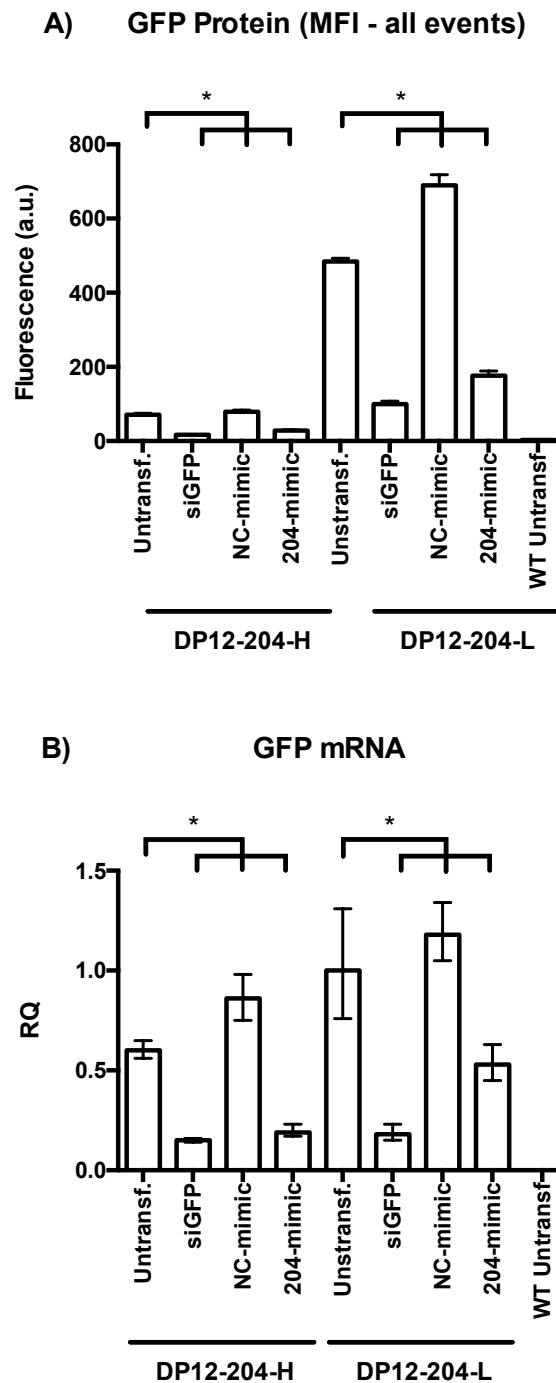 A) GFP Protein (MFI - all events)
* *
800
600
400
200
0
Fluorescence (a.u.)
Untransf.
siGFP
NC-mimic
204-mimic
Unstransf.
siGFP
NC-mimic
204-mimic
WT Untransf
DP12-204-H DP12-204-L
B) GFP mRNA
* *
1.5
1.0
0.5
0.0
RQ
Untransf.
siGFP
NC-mimic
204-mimic
Unstransf.
siGFP
NC-mimic
204-mimic
WT Untransf
DP12-204-H DP12-204-L